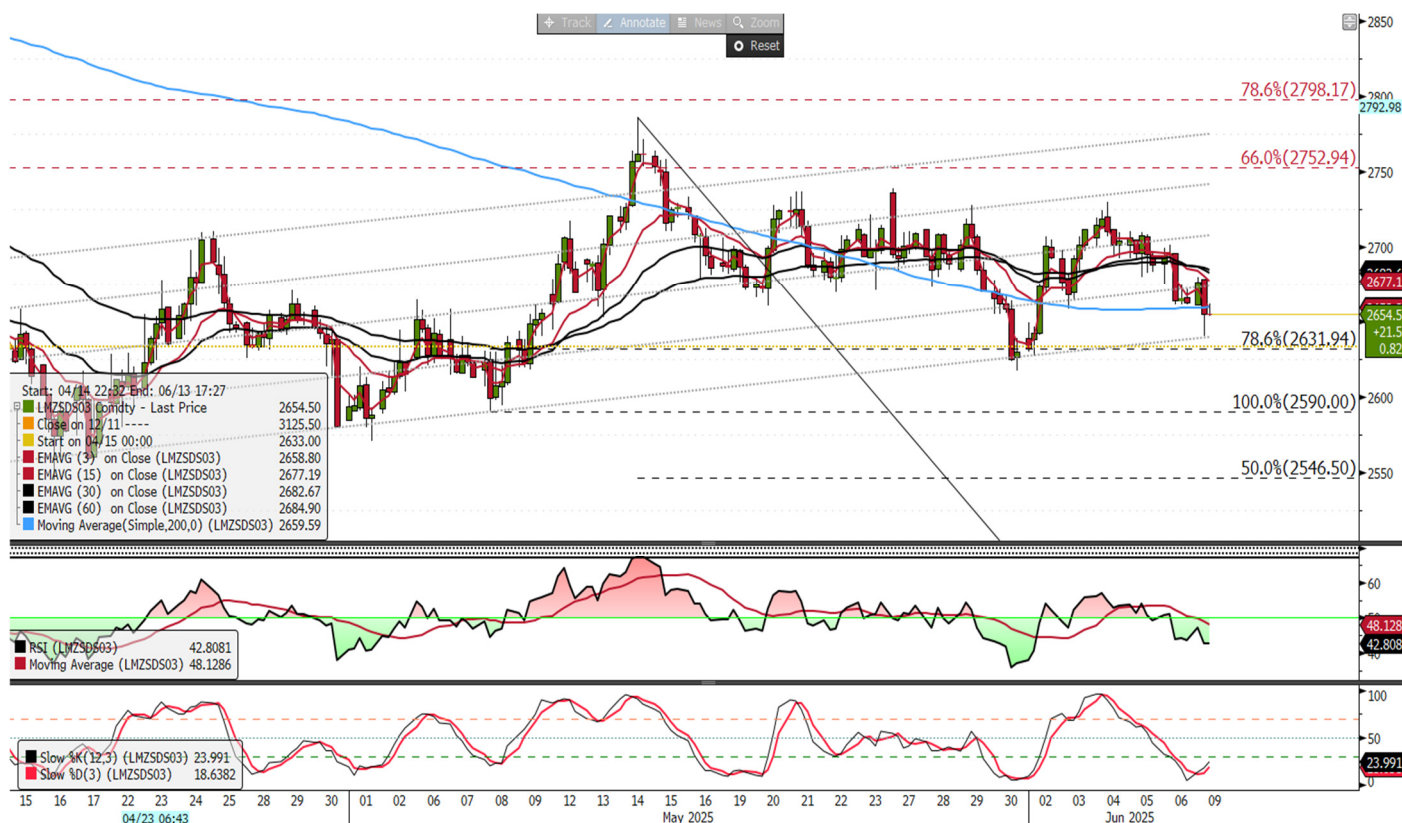 Track Annotate News Zoom
Reset
2850
78.6%(2798.17)
2800
2792.98
66.0%(2752.94)
2750
2700
2677.1
2654.5
+21.5
0.82
78.6%(2631.94)
2600
100.0%(2590.00)
2550
50.0%(2546.50)
Start: 04/14 22:32 End: 06/13 17:27
LMZSDS03 Comdty - Last Price 2654.50
Close on 12/11 ---- 3125.50
Start on 04/15 00:00 2633.00
EMAVG (3) on Close (LMZSDS03) 2658.80
EMAVG (15) on Close (LMZSDS03) 2677.19
EMAVG (30) on Close (LMZSDS03) 2682.67
EMAVG (60) on Close (LMZSDS03) 2684.90
Moving Average(Simple,200,0) (LMZSDS03) 2659.59
60
48.128
42.808
RSI (LMZSDS03) 42.8081
Moving Average (LMZSDS03) 48.1286
100
50
23.991
0
Slow %K(12,3) (LMZSDS03) 23.991
Slow %D(3) (LMZSDS03) 18.6382
15 16 17 22 23 24 25 28 29 30 01 02 06 07 08 09 12 13 14 15 16 19 20 21 22 23 27 28 29 30 02 03 04 05 06 09
04/23 06:43 May 2025 Jun 2025